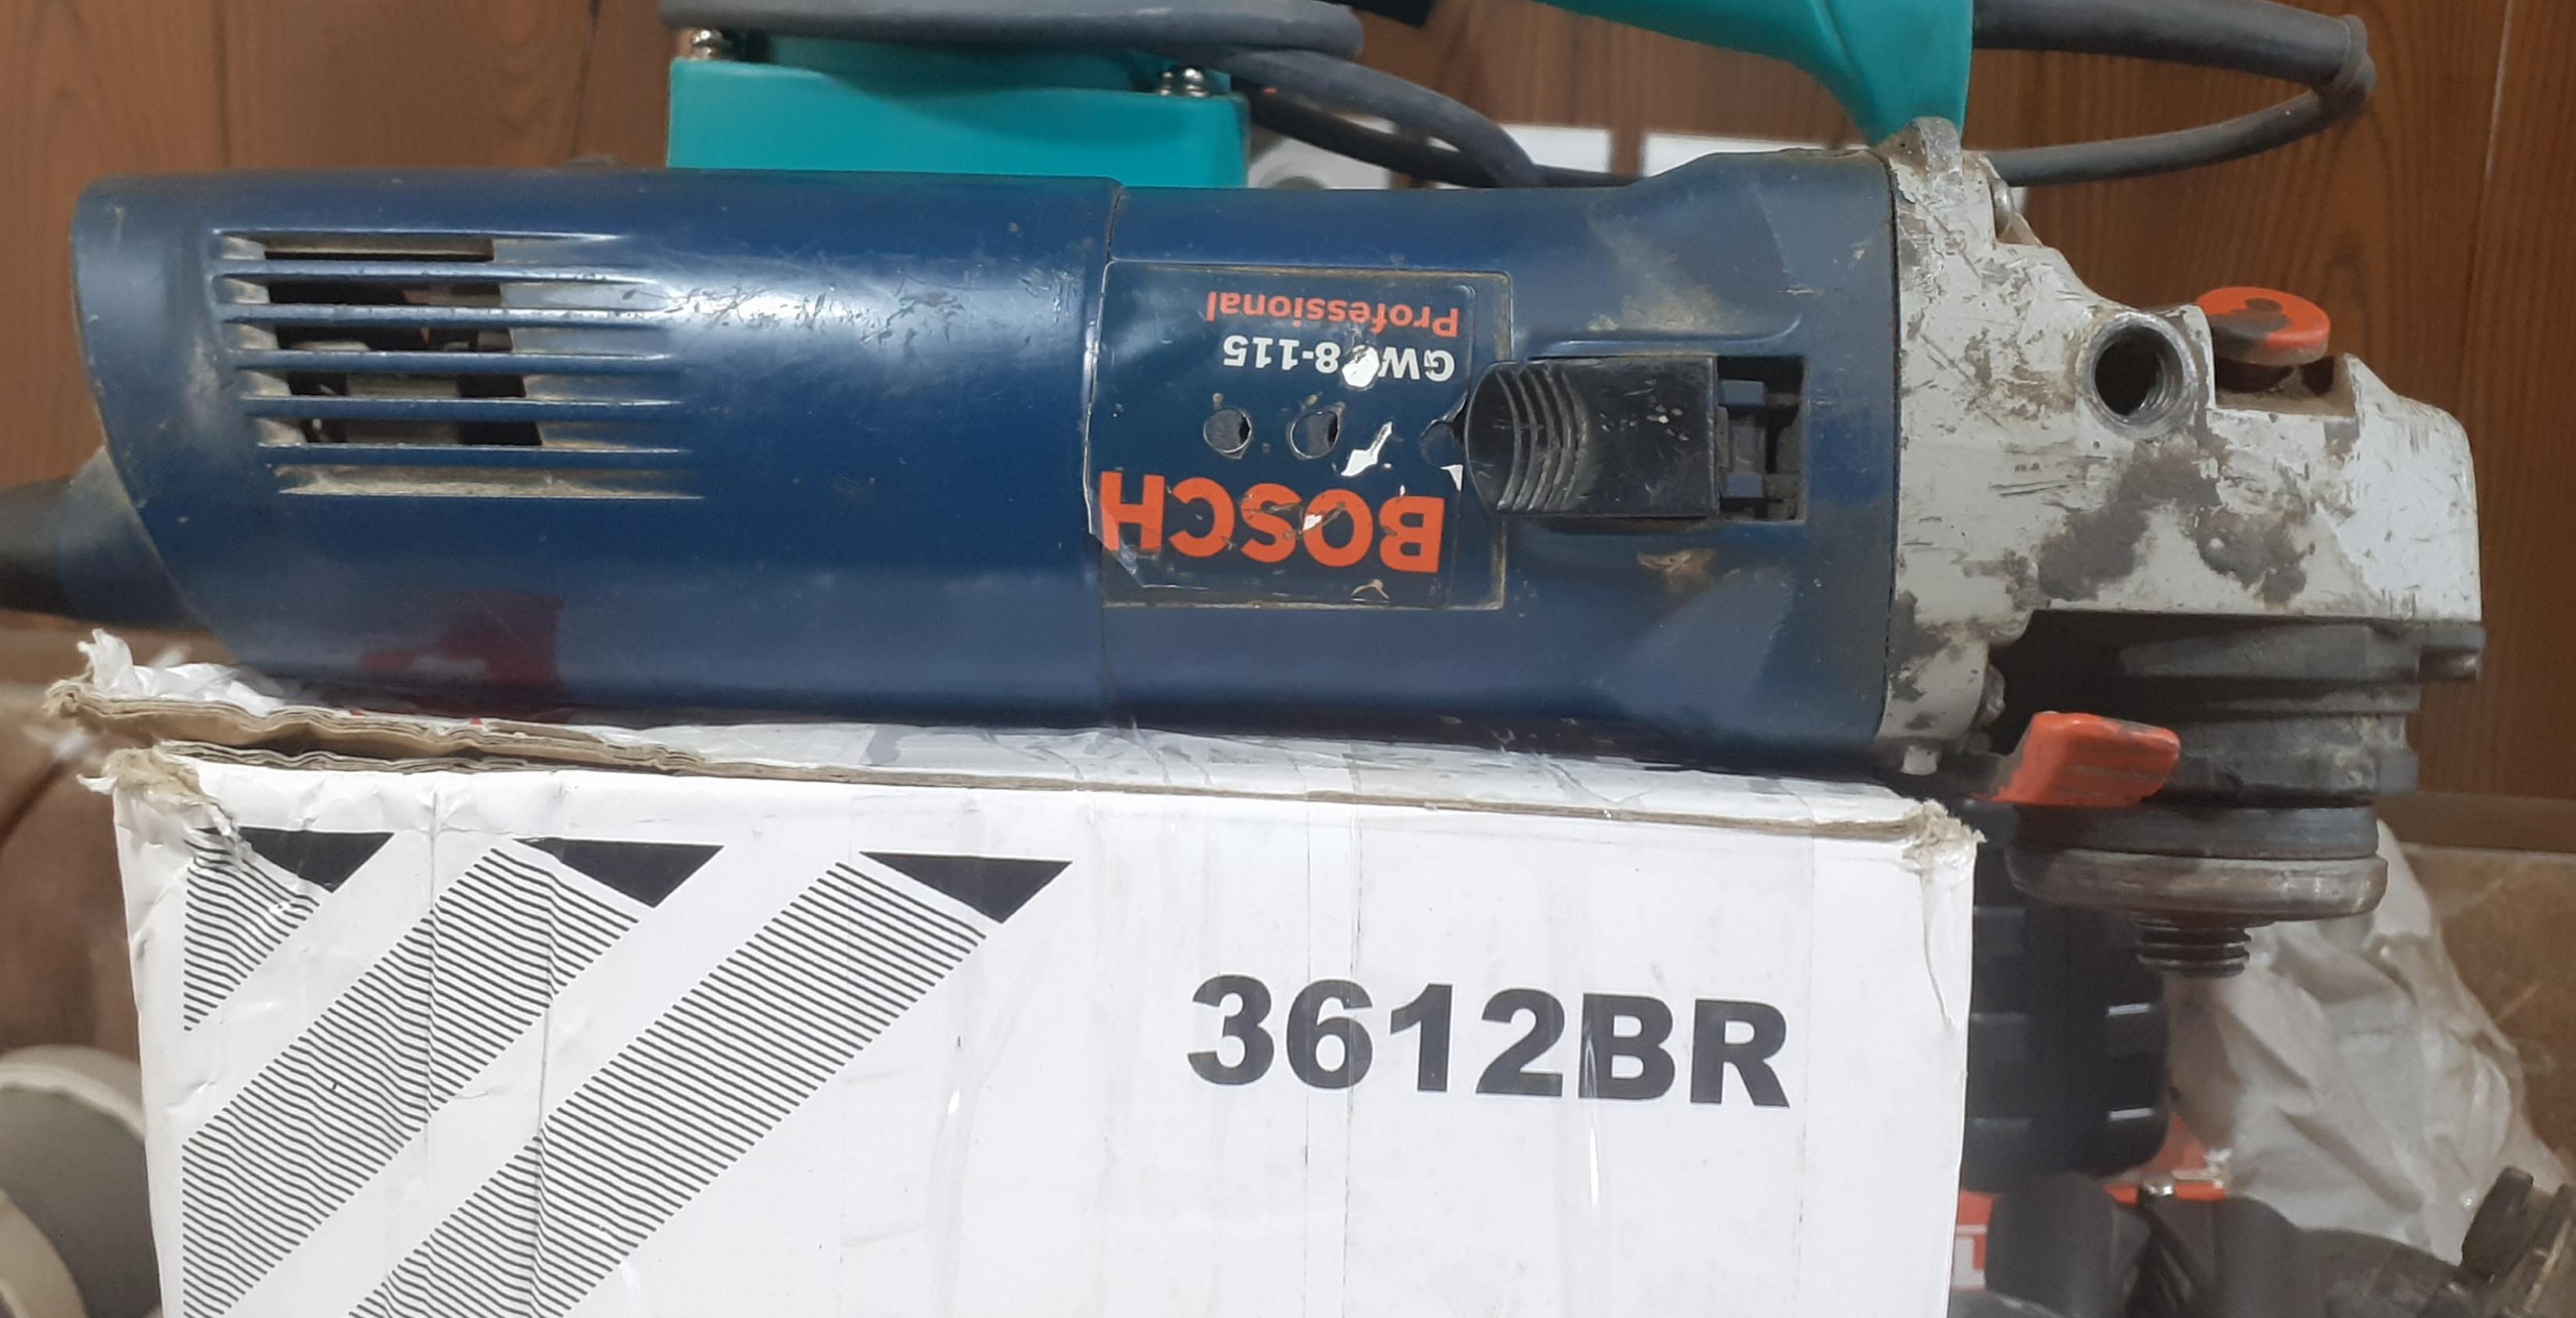 BOSCH
8-115
Professional
3612BR